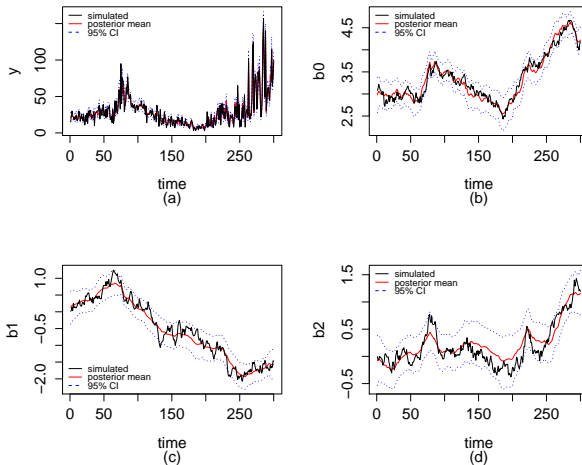 simulated
posterior mean
95% CI
y
0 50 100
0 50 150 250
time
(a)
simulated
posterior mean
95% CI
b0
2.5 3.5 4.5
0 50 150 250
time
(b)
simulated
posterior mean
95% CI
b1
−2.0 −0.5 1.0
0 50 150 250
time
(c)
simulated
posterior mean
95% CI
b2
−0.5 0.5 1.5
0 50 150 250
time
(d)